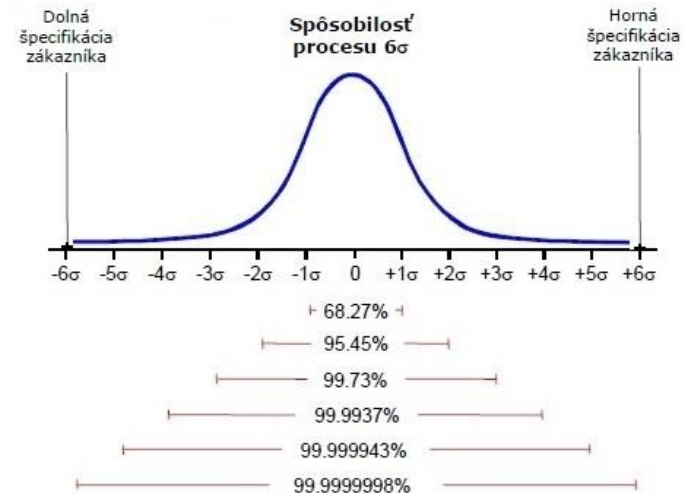 Dolná
špecifikácia
zákazníka
Spôsobilosť
procesu 6σ
Horná
špecifikácia
zákazníka
-6σ -5σ -4σ -3σ -2σ -1σ 0 +1σ +2σ +3σ +4σ +5σ +6σ
68.27%
95.45%
99.73%
99.9937%
99.999943%
99.9999998%